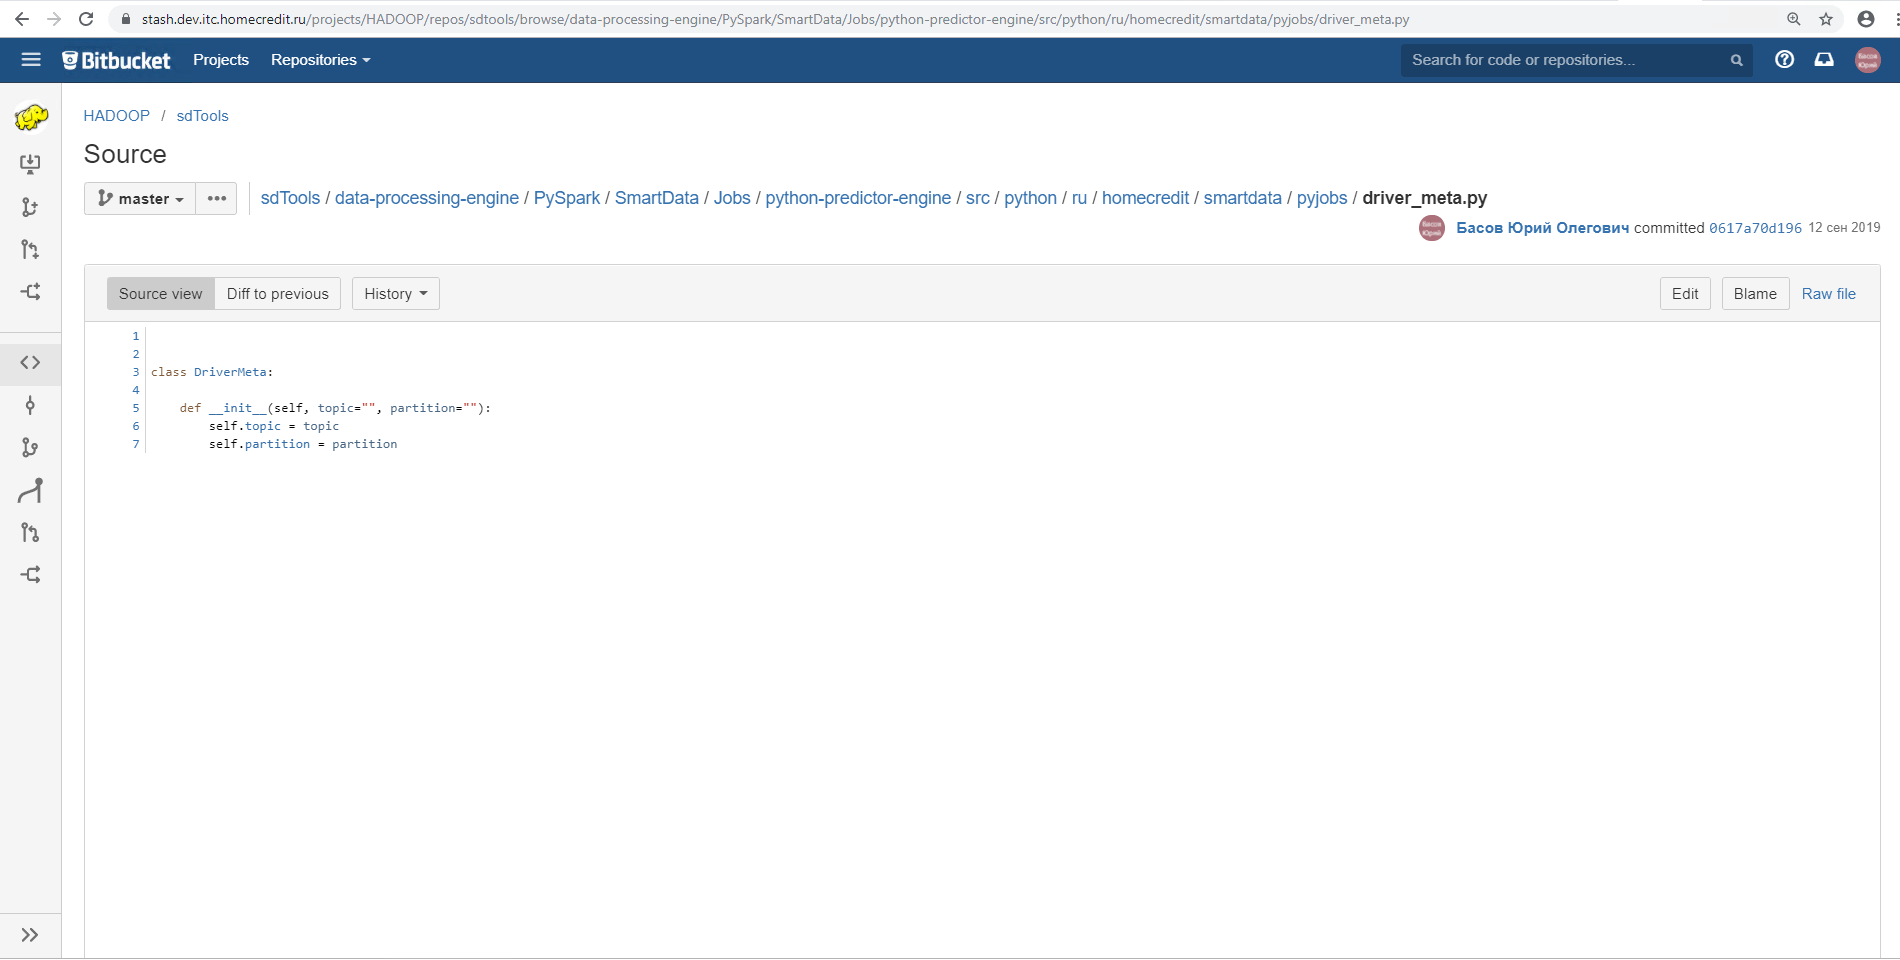 stash.dev.itc.homecredit.ru/projects/HADOOP/repos/sdtools/browse/data-processing-engine/PySpark/SmartData/Jobs/python-predictor-engine/src/python/ru/homecredit/smartdata/pyjobs/driver_meta.py
Bitbucket Projects Repositories Search for code or repositories... Басов Юрий
HADOOP / sdTools
Source
master ••• sdTools / data-processing-engine / PySpark / SmartData / Jobs / python-predictor-engine / src / python / ru / homecredit / smartdata / pyjobs / driver_meta.py
Басов Юрий Басов Юрий Олегович committed 0617a70d196 12 сен 2019
Source view Diff to previous History Edit Blame Raw file
1
2
3 class DriverMeta:
4
5 def __init__(self, topic="", partition=""):
6 self.topic = topic
7 self.partition = partition